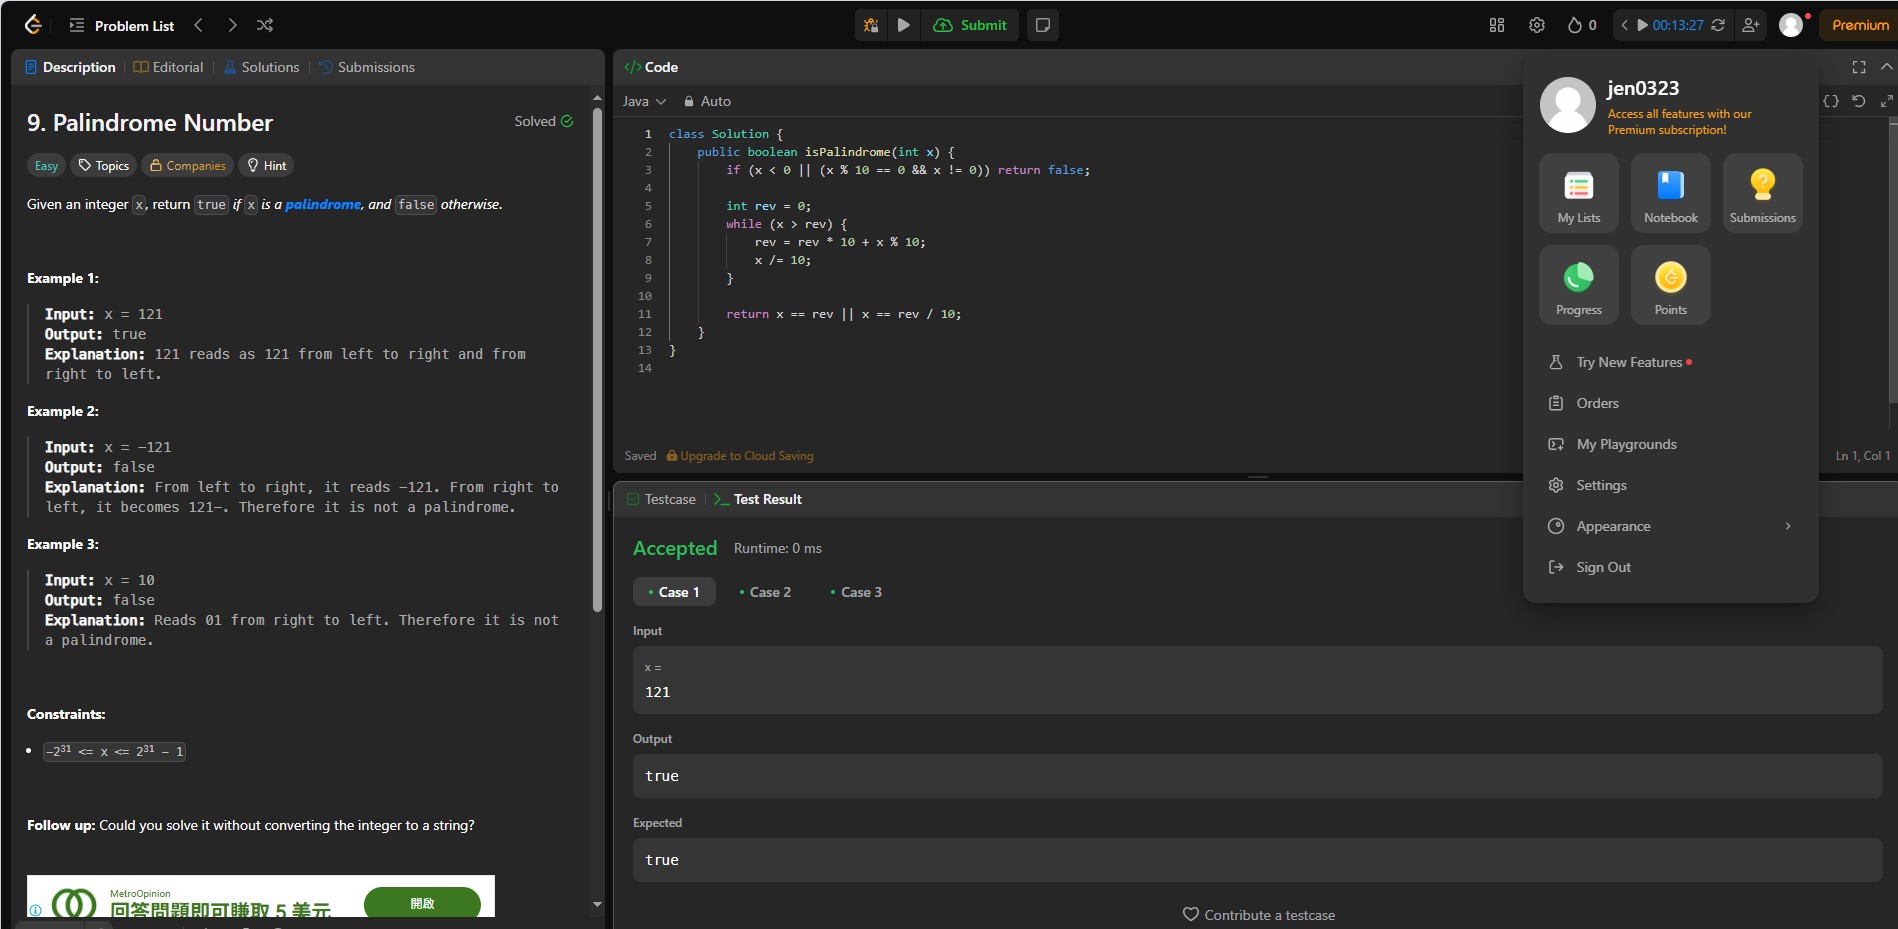 Problem List
Submit
0
00:13:27
Premium
Description
Editorial
Solutions
Submissions
9. Palindrome Number
Solved
Easy
Topics
Companies
Hint
Given an integer x, return true if x is a palindrome, and false otherwise.
Example 1:
Input: x = 121
Output: true
Explanation: 121 reads as 121 from left to right and from
right to left.
Example 2:
Input: x = −121
Output: false
Explanation: From left to right, it reads −121. From right to
left, it becomes 121−. Therefore it is not a palindrome.
Example 3:
Input: x = 10
Output: false
Explanation: Reads 01 from right to left. Therefore it is not
a palindrome.
Constraints:
−2³¹ <= x <= 2³¹ − 1
Follow up: Could you solve it without converting the integer to a string?
MetroOpinion
回答問題即可賺取 5 美元
開啟
</> Code
Java
Auto
1 class Solution {
2     public boolean isPalindrome(int x) {
3         if (x < 0 || (x % 10 == 0 && x != 0)) return false;
4
5         int rev = 0;
6         while (x > rev) {
7             rev = rev * 10 + x % 10;
8             x /= 10;
9         }
10
11         return x == rev || x == rev / 10;
12     }
13 }
14
Saved
Upgrade to Cloud Saving
Ln 1, Col 1
Testcase
Test Result
Accepted
Runtime: 0 ms
Case 1
Case 2
Case 3
Input
x =
121
Output
true
Expected
true
Contribute a testcase
jen0323
Access all features with our
Premium subscription!
My Lists
Notebook
Submissions
Progress
Points
Try New Features
Orders
My Playgrounds
Settings
Appearance
Sign Out